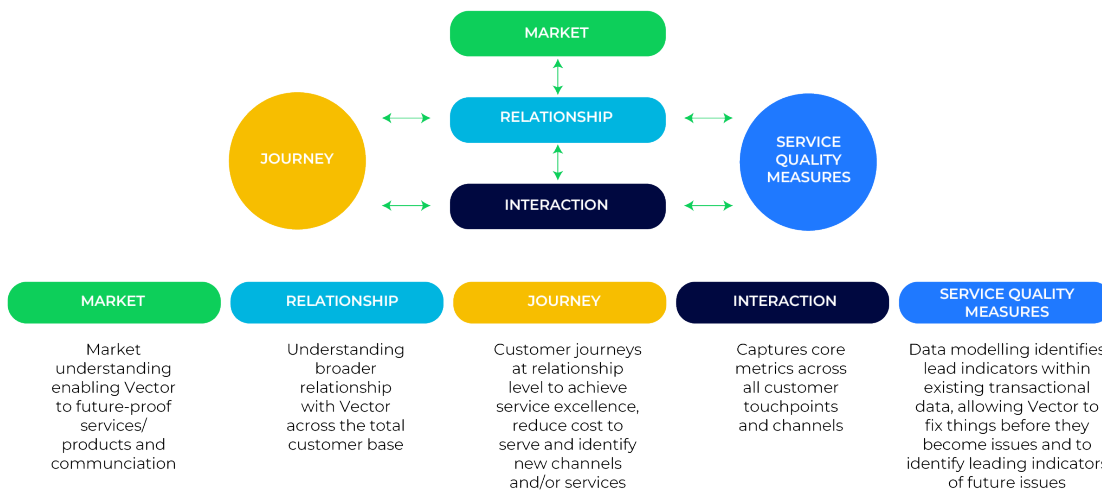 MARKET
RELATIONSHIP
JOURNEY
SERVICE
QUALITY
MEASURES
INTERACTION
MARKET
Market
understanding
enabling Vector
to future-proof
services/
products and
communciation
RELATIONSHIP
Understanding
broader
relationship
with Vector
across the total
customer base
JOURNEY
Customer journeys
at relationship
level to achieve
service excellence,
reduce cost to
serve and identify
new channels
and/or services
INTERACTION
Captures core
metrics across
all customer
touchpoints
and channels
SERVICE QUALITY
MEASURES
Data modelling identifies
lead indicators within
existing transactional
data, allowing Vector to
fix things before they
become issues and to
identify leading indicators
of future issues